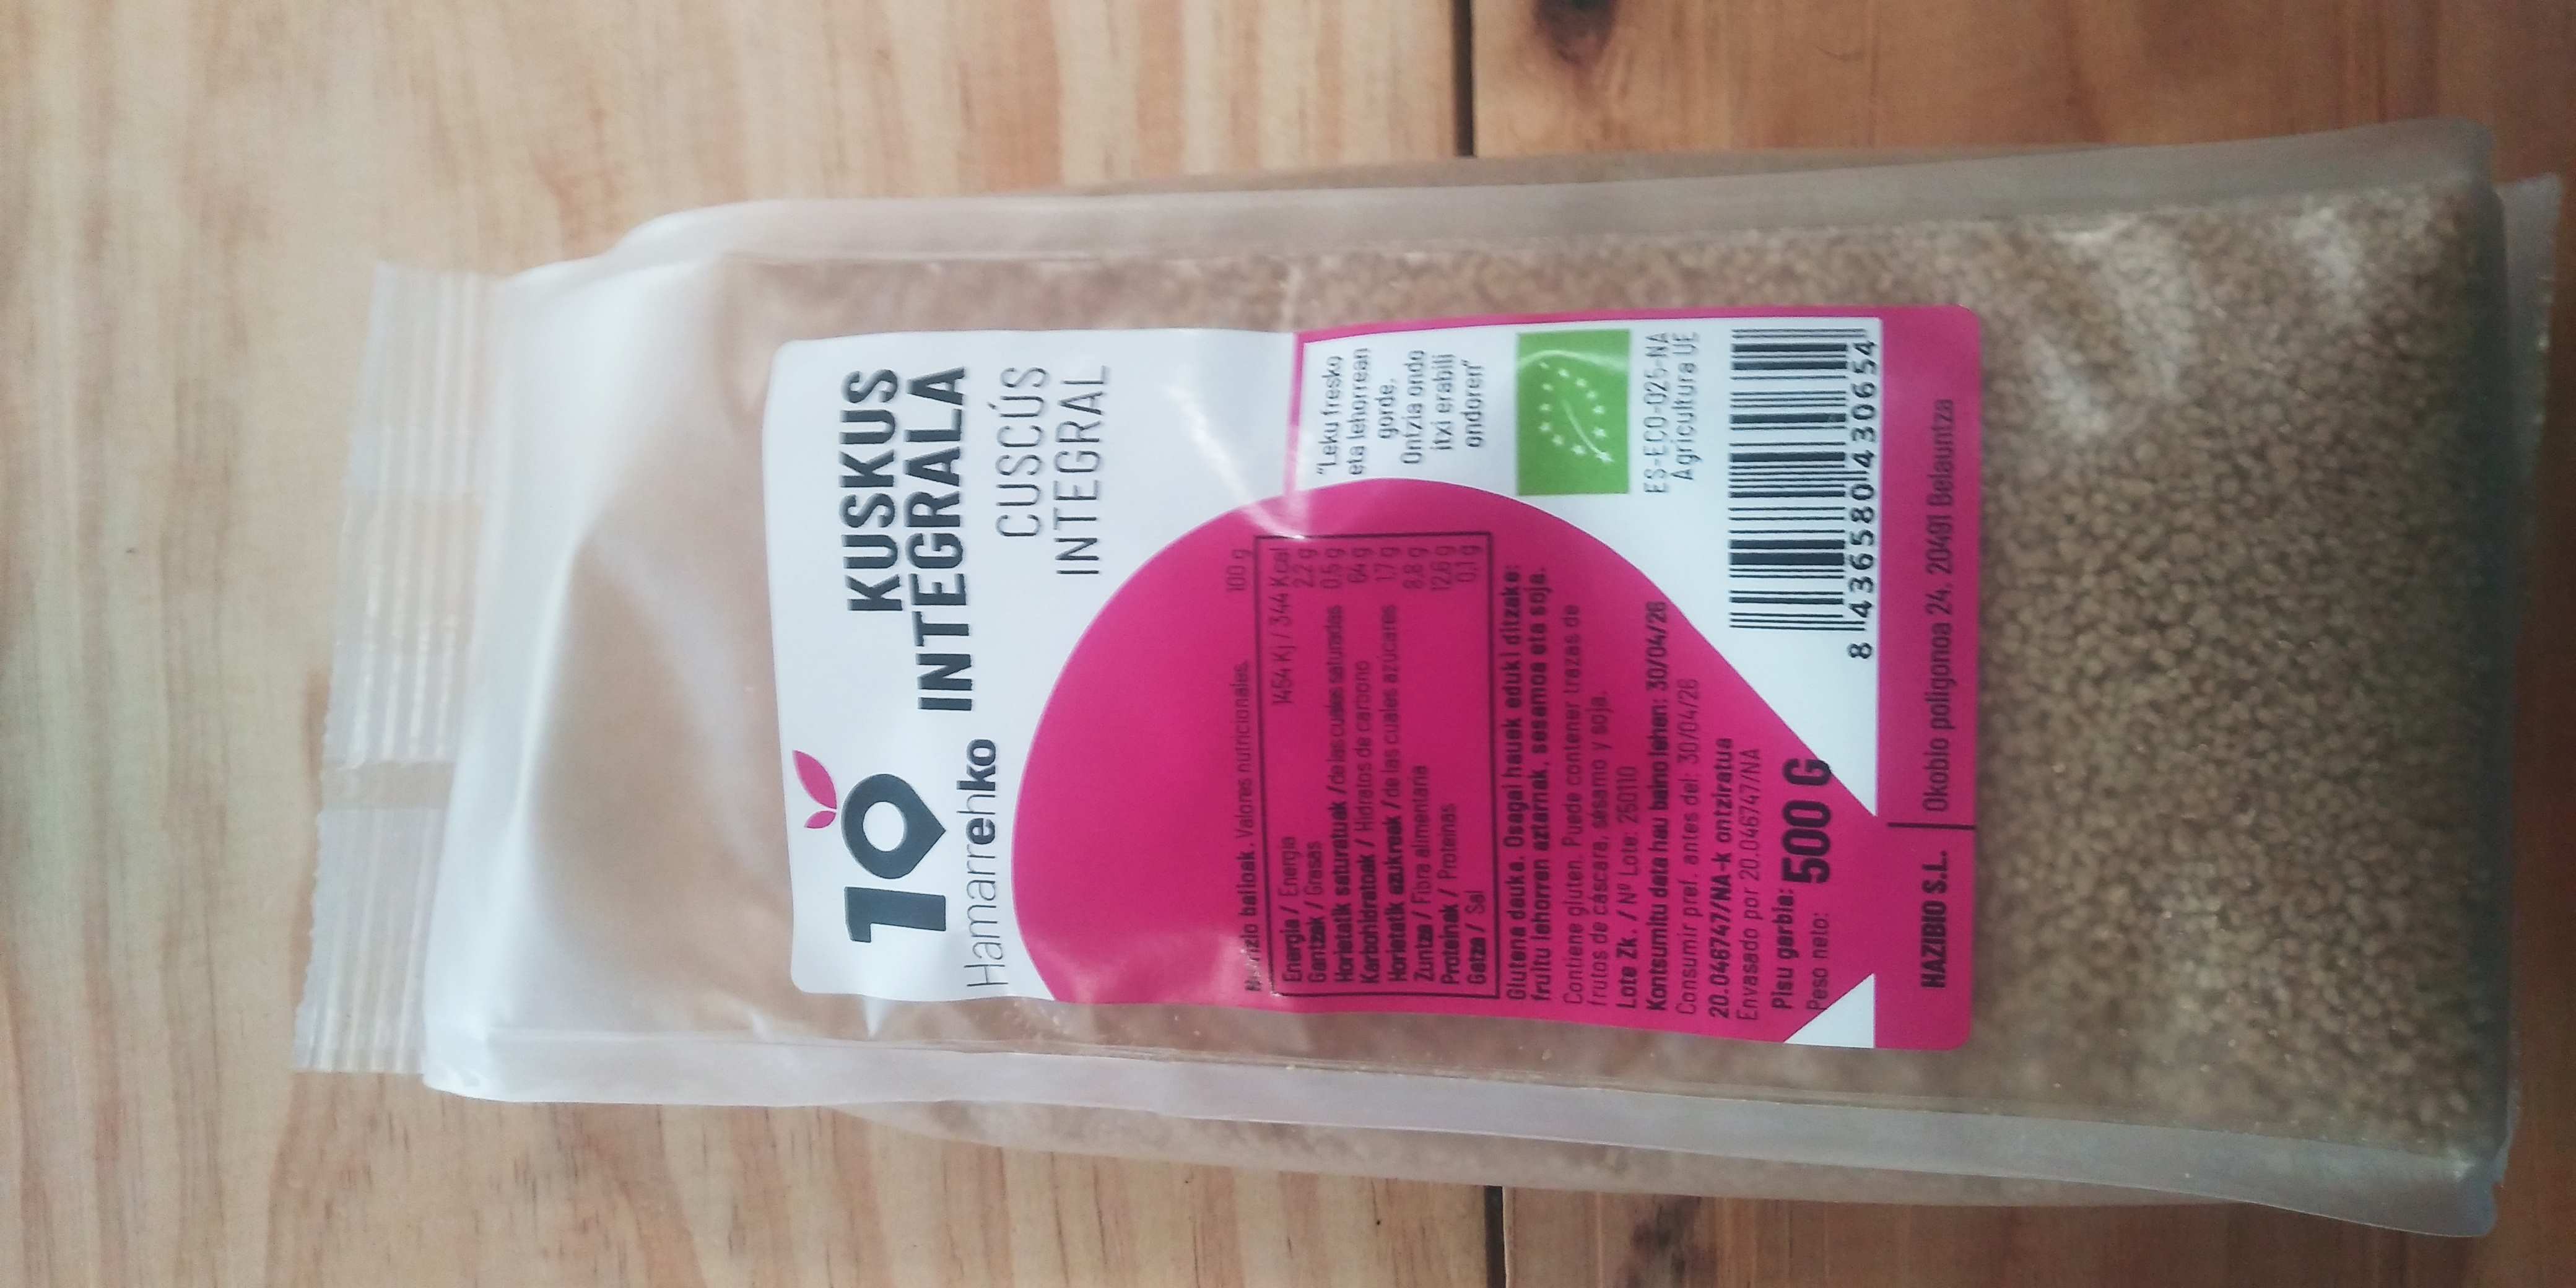 10
Hamarrehko
KUSKUS
INTEGRALA
CUSCÚS
INTEGRAL
"Leku fresko
eta lehorrean
gorde.
Ontzia ondo
itxi erabili
ondoren"
ES-ECO-025-NA
Agricultura UE
Nutrizio balioak. Valores nutricionales. 100 g
Energia / Energía 1454 Kj / 344 Kcal
Gantzak / Grasas 2,2 g
Horietatik saturatuak / de las cuales saturadas 0,5 g
Karbohidratoak / Hidratos de carbono 64 g
Horietatik azukreak / de las cuales azúcares 1,7 g
Zuntza / Fibra alimentaria 8,8 g
Proteinak / Proteínas 12,6 g
Gatza / Sal 0,1 g
Glutena dauka. Osagai hauek eduki ditzake:
fruitu lehorren aztarnak, sesamoa eta soja.
Contiene gluten. Puede contener trazas de
frutos de cáscara, sésamo y soja.
Lote Zk. / Nº Lote: 250110
Kontsumitu data hau baino lehen: 30/04/26
Consumir pref. antes del: 30/04/26
20.046747/NA-k ontziratua
Envasado por 20.046747/NA
Pisu garbia:
Peso neto:
500 G
8 436580 430654
HAZIBIO S.L. | Okobio poligonoa 24. 20491 Belauntza